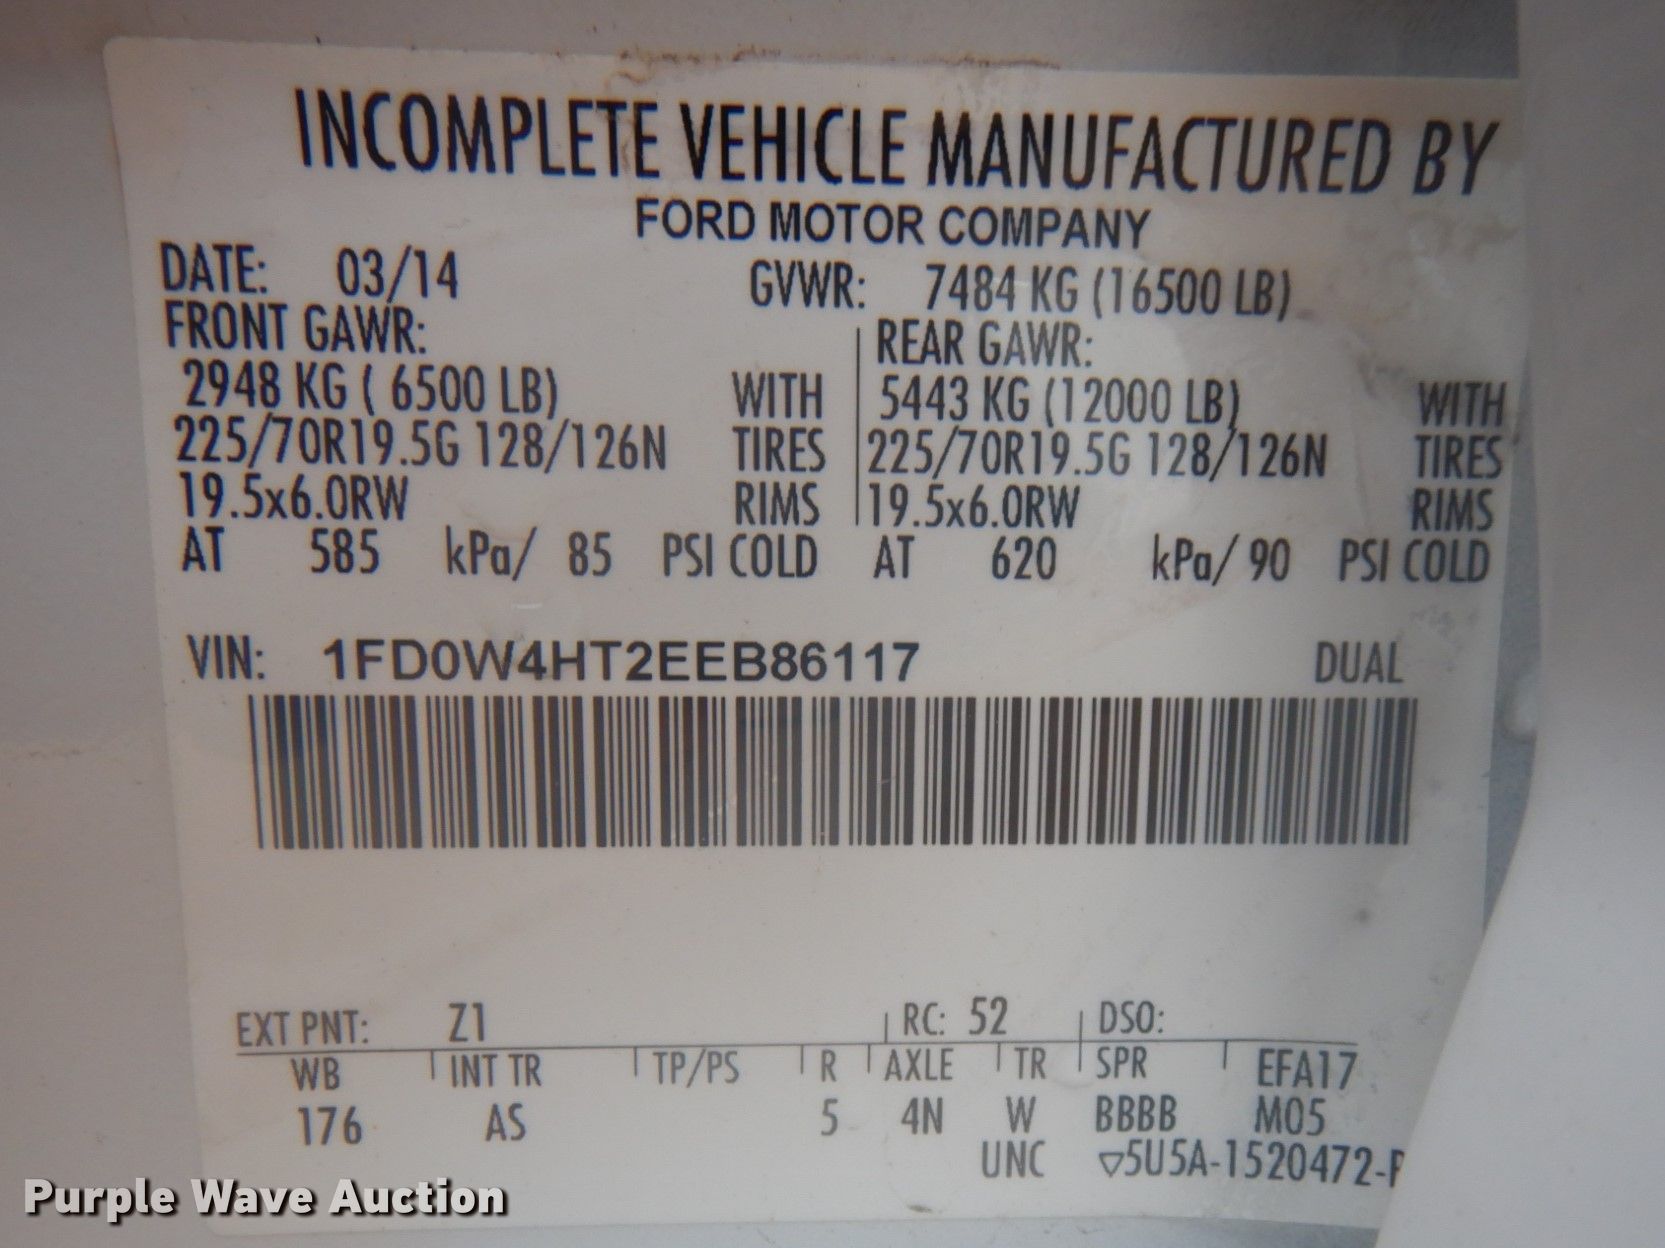 INCOMPLETE VEHICLE MANUFACTURED BY
FORD MOTOR COMPANY
DATE: 03/14 GVWR: 7484 KG (16500 LB)
FRONT GAWR: REAR GAWR:
2948 KG ( 6500 LB) WITH 5443 KG (12000 LB) WITH
225/70R19.5G 128/126N TIRES 225/70R19.5G 128/126N TIRES
19.5x6.0RW RIMS 19.5x6.0RW RIMS
AT 585 kPa/ 85 PSI COLD AT 620 kPa/ 90 PSI COLD
VIN: 1FD0W4HT2EEB86117 DUAL
EXT PNT: Z1 RC: 52 DSO:
WB INT TR TP/PS R AXLE TR SPR EFA17
176 AS 5 4N W BBBB M05
UNC ▽5U5A-1520472-
Purple Wave Auction